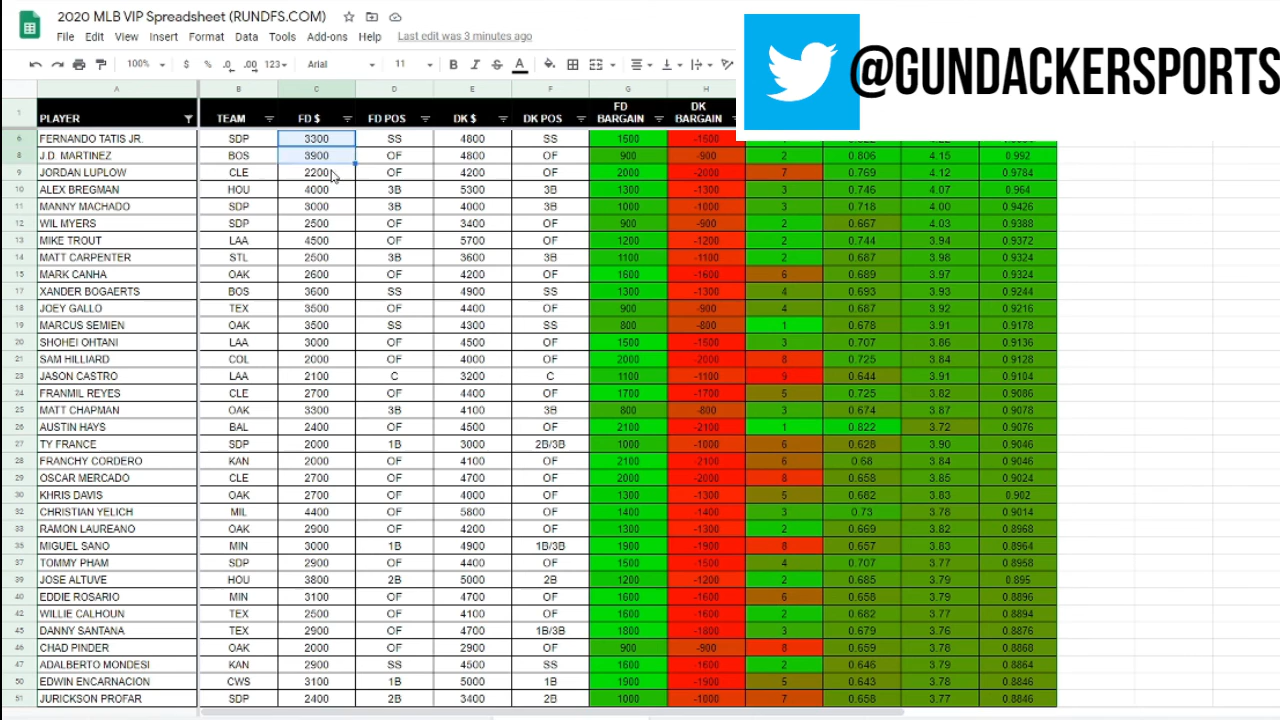 2020 MLB VIP Spreadsheet (RUNDFS.COM)
File Edit View Insert Format Data Tools Add-ons Help Last edit was 3 minutes ago
100% $ % .0 .00 123 Arial 11 B I S A
@GUNDACKERSPORTS
A B C D E F G H
1 PLAYER TEAM FD $ FD POS DK $ DK POS FD BARGAIN DK BARGAIN
6 FERNANDO TATIS JR. SDP 3300 SS 4800 SS 1500 -1500
8 J.D. MARTINEZ BOS 3900 OF 4800 OF 900 -900 2 0.806 4.15 0.992
9 JORDAN LUPLOW CLE 2200 OF 4200 OF 2000 -2000 7 0.769 4.12 0.9784
10 ALEX BREGMAN HOU 4000 3B 5300 3B 1300 -1300 3 0.746 4.07 0.964
11 MANNY MACHADO SDP 3000 3B 4000 3B 1000 -1000 3 0.718 4.00 0.9426
12 WIL MYERS SDP 2500 OF 3400 OF 900 -900 2 0.667 4.03 0.9388
13 MIKE TROUT LAA 4500 OF 5700 OF 1200 -1200 2 0.744 3.94 0.9372
14 MATT CARPENTER STL 2500 3B 3600 3B 1100 -1100 2 0.687 3.98 0.9324
15 MARK CANHA OAK 2600 OF 4200 OF 1600 -1600 6 0.689 3.97 0.9324
17 XANDER BOGAERTS BOS 3600 SS 4900 SS 1300 -1300 4 0.693 3.93 0.9244
18 JOEY GALLO TEX 3500 OF 4400 OF 900 -900 4 0.687 3.92 0.9216
19 MARCUS SEMIEN OAK 3500 SS 4300 SS 800 -800 1 0.678 3.91 0.9178
20 SHOHEI OHTANI LAA 3000 OF 4500 OF 1500 -1500 3 0.707 3.86 0.9136
21 SAM HILLIARD COL 2000 OF 4000 OF 2000 -2000 8 0.725 3.84 0.9128
23 JASON CASTRO LAA 2100 C 3200 C 1100 -1100 9 0.644 3.91 0.9104
24 FRANMIL REYES CLE 2700 OF 4400 OF 1700 -1700 5 0.725 3.82 0.9086
25 MATT CHAPMAN OAK 3300 3B 4100 3B 800 -800 3 0.674 3.87 0.9078
26 AUSTIN HAYS BAL 2400 OF 4500 OF 2100 -2100 1 0.822 3.72 0.9076
27 TY FRANCE SDP 2000 1B 3000 2B/3B 1000 -1000 6 0.628 3.90 0.9046
28 FRANCHY CORDERO KAN 2000 OF 4100 OF 2100 -2100 6 0.68 3.84 0.9046
29 OSCAR MERCADO CLE 2700 OF 4700 OF 2000 -2000 8 0.658 3.85 0.9024
30 KHRIS DAVIS OAK 2700 OF 4000 OF 1300 -1300 5 0.682 3.83 0.902
32 CHRISTIAN YELICH MIL 4400 OF 5800 OF 1400 -1400 3 0.73 3.78 0.9014
33 RAMON LAUREANO OAK 2900 OF 4200 OF 1300 -1300 2 0.669 3.82 0.8968
35 MIGUEL SANO MIN 3000 1B 4900 1B/3B 1900 -1900 8 0.657 3.83 0.8964
37 TOMMY PHAM SDP 2900 OF 4400 OF 1500 -1500 4 0.707 3.77 0.8958
39 JOSE ALTUVE HOU 3800 2B 5000 2B 1200 -1200 2 0.685 3.79 0.895
40 EDDIE ROSARIO MIN 3100 OF 4700 OF 1600 -1600 6 0.658 3.79 0.8896
42 WILLIE CALHOUN TEX 2500 OF 4100 OF 1600 -1600 2 0.682 3.77 0.8894
45 DANNY SANTANA TEX 2900 OF 4700 1B/3B 1800 -1800 3 0.679 3.76 0.8876
46 CHAD PINDER OAK 2000 OF 2900 OF 900 -900 8 0.659 3.78 0.8868
47 ADALBERTO MONDESI KAN 2900 SS 4500 SS 1600 -1600 2 0.646 3.79 0.8864
50 EDWIN ENCARNACION CWS 3100 1B 5000 1B 1900 -1900 5 0.643 3.78 0.8846
51 JURICKSON PROFAR SDP 2400 2B 3400 2B 1000 -1000 7 0.658 3.77 0.8846